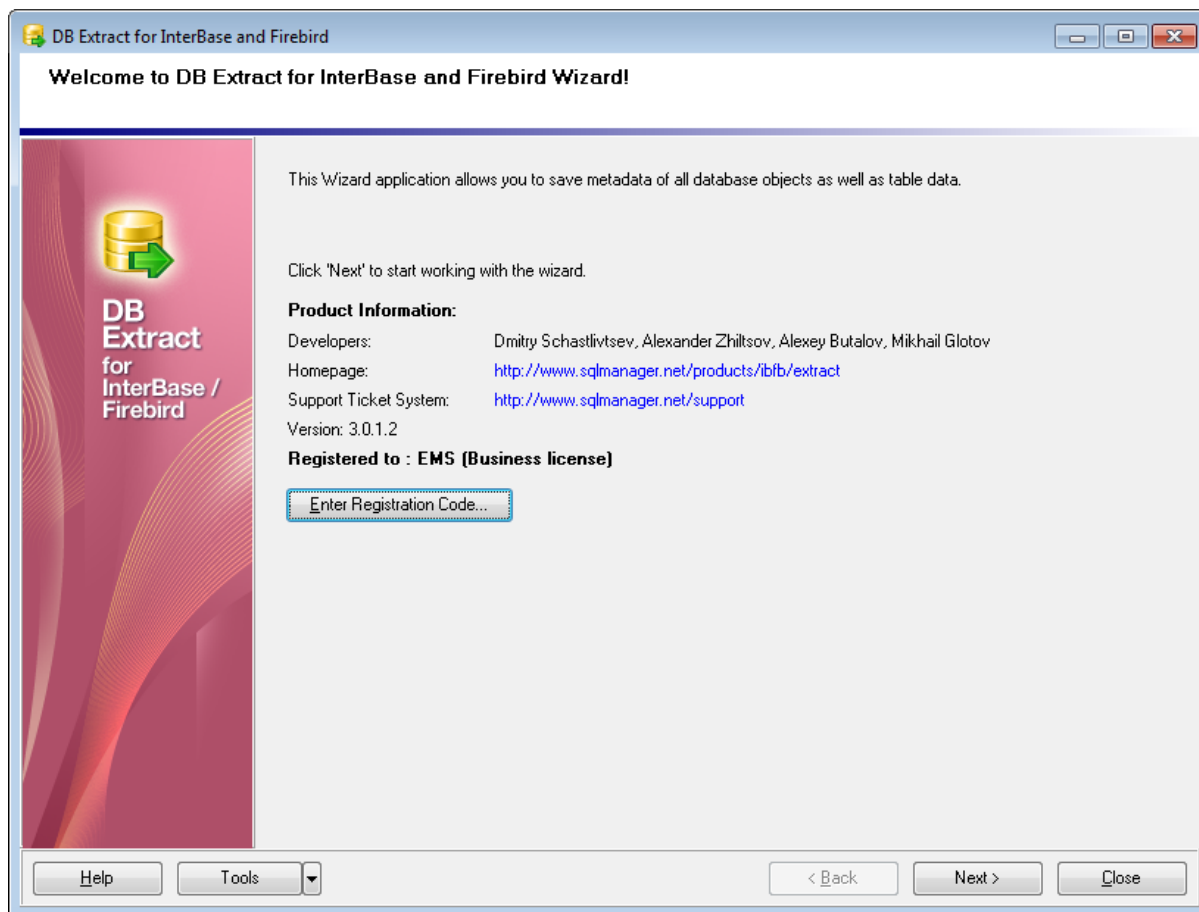 DB Extract for InterBase and Firebird
Welcome to DB Extract for InterBase and Firebird Wizard!
DB
Extract
for
InterBase /
Firebird
This Wizard application allows you to save metadata of all database objects as well as table data.
Click 'Next' to start working with the wizard.
Product Information:
Developers: Dmitry Schastlivtsev, Alexander Zhiltsov, Alexey Butalov, Mikhail Glotov
Homepage: http://www.sqlmanager.net/products/ibfb/extract
Support Ticket System: http://www.sqlmanager.net/support
Version: 3.0.1.2
Registered to : EMS (Business license)
Enter Registration Code...
Help Tools < Back Next > Close